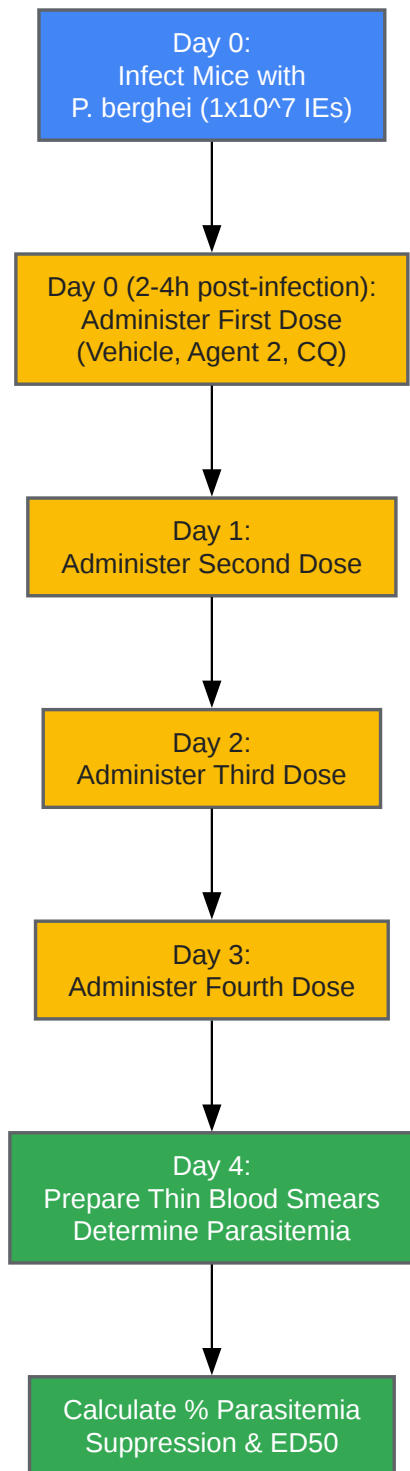 Day 0:
Infect Mice with
P. berghei (1x10^7 IEs)
Day 0 (2-4h post-infection):
Administer First Dose
(Vehicle, Agent 2, CQ)
Day 1:
Administer Second Dose
Day 2:
Administer Third Dose
Day 3:
Administer Fourth Dose
Day 4:
Prepare Thin Blood Smears
Determine Parasitemia
Calculate % Parasitemia
Suppression & ED50